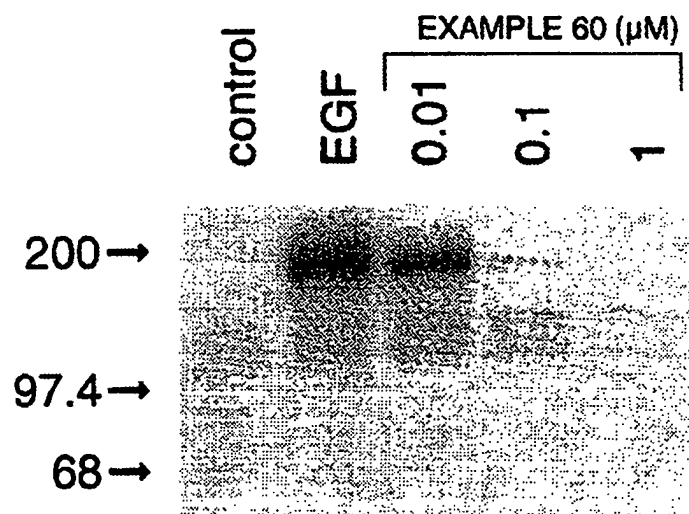 EXAMPLE 60 (µM)
control
EGF
0.01
0.1
1
200→
97.4→
68→